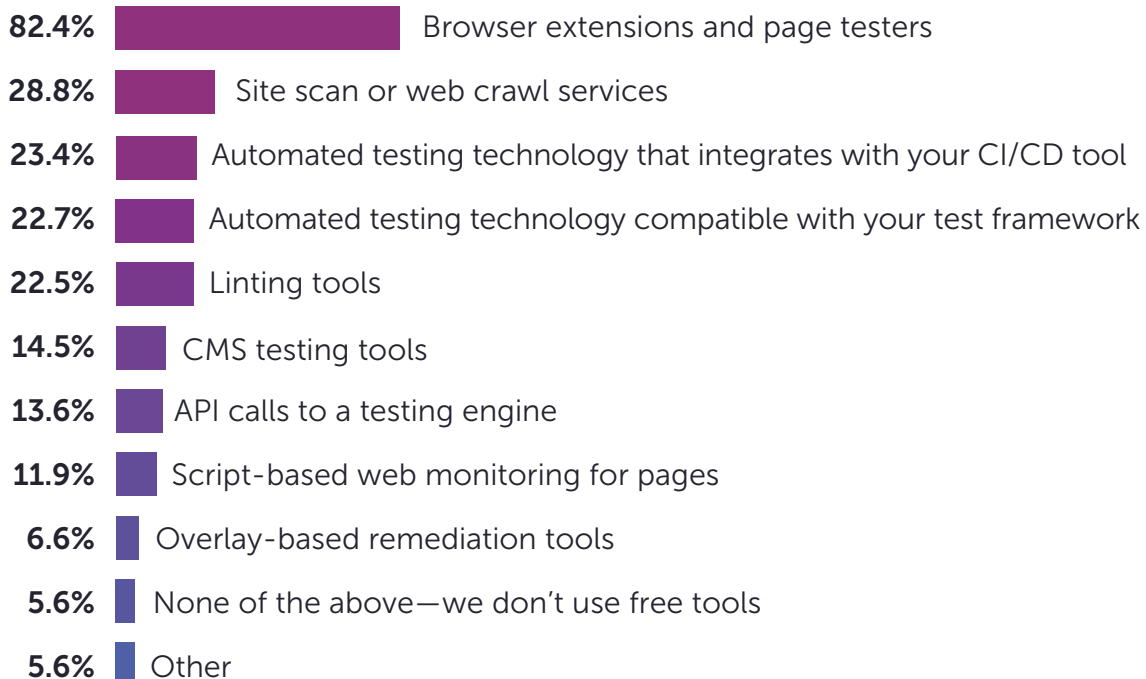 82.4% Browser extensions and page testers
28.8% Site scan or web crawl services
23.4% Automated testing technology that integrates with your CI/CD tool
22.7% Automated testing technology compatible with your test framework
22.5% Linting tools
14.5% CMS testing tools
13.6% API calls to a testing engine
11.9% Script-based web monitoring for pages
6.6% Overlay-based remediation tools
5.6% None of the above—we don’t use free tools
5.6% Other